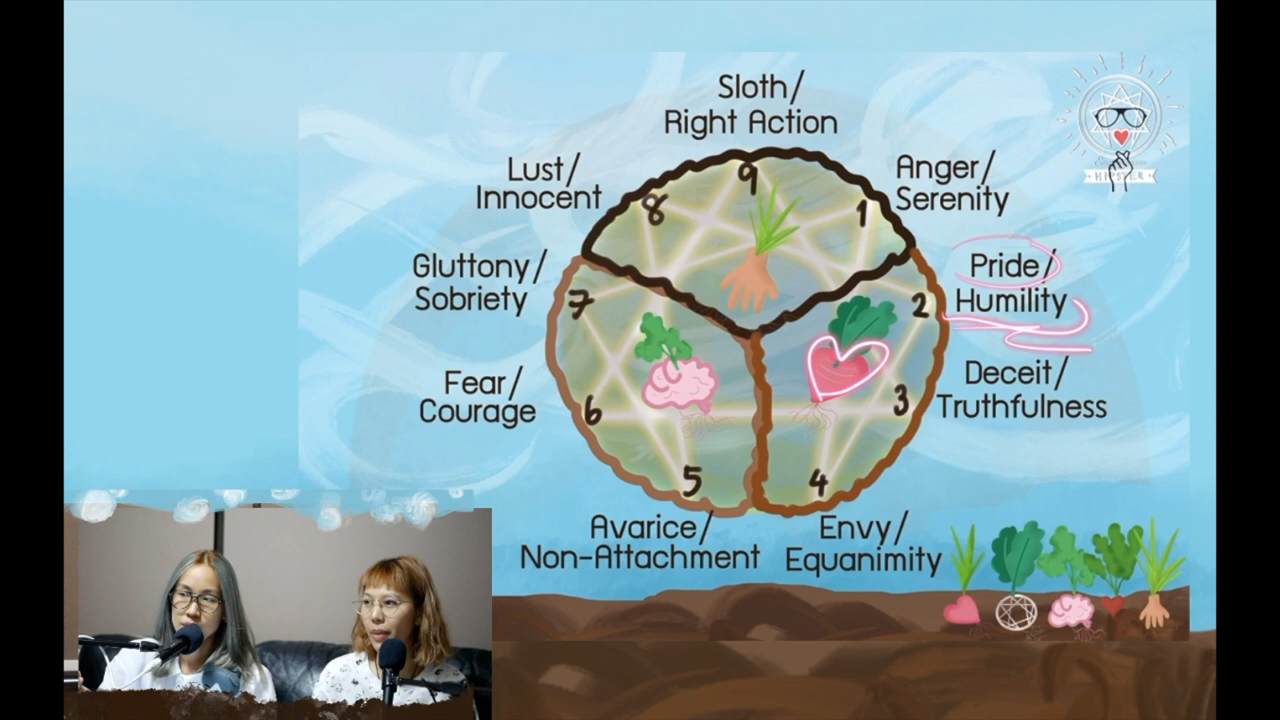 Sloth/
Right Action
Lust/
Innocent
Anger/
Serenity
9
8
1
Gluttony/
Sobriety
Pride/
Humility
7
2
Fear/
Courage
Deceit/
Truthfulness
6
3
5
4
Avarice/
Non-Attachment
Envy/
Equanimity
HIPSTER